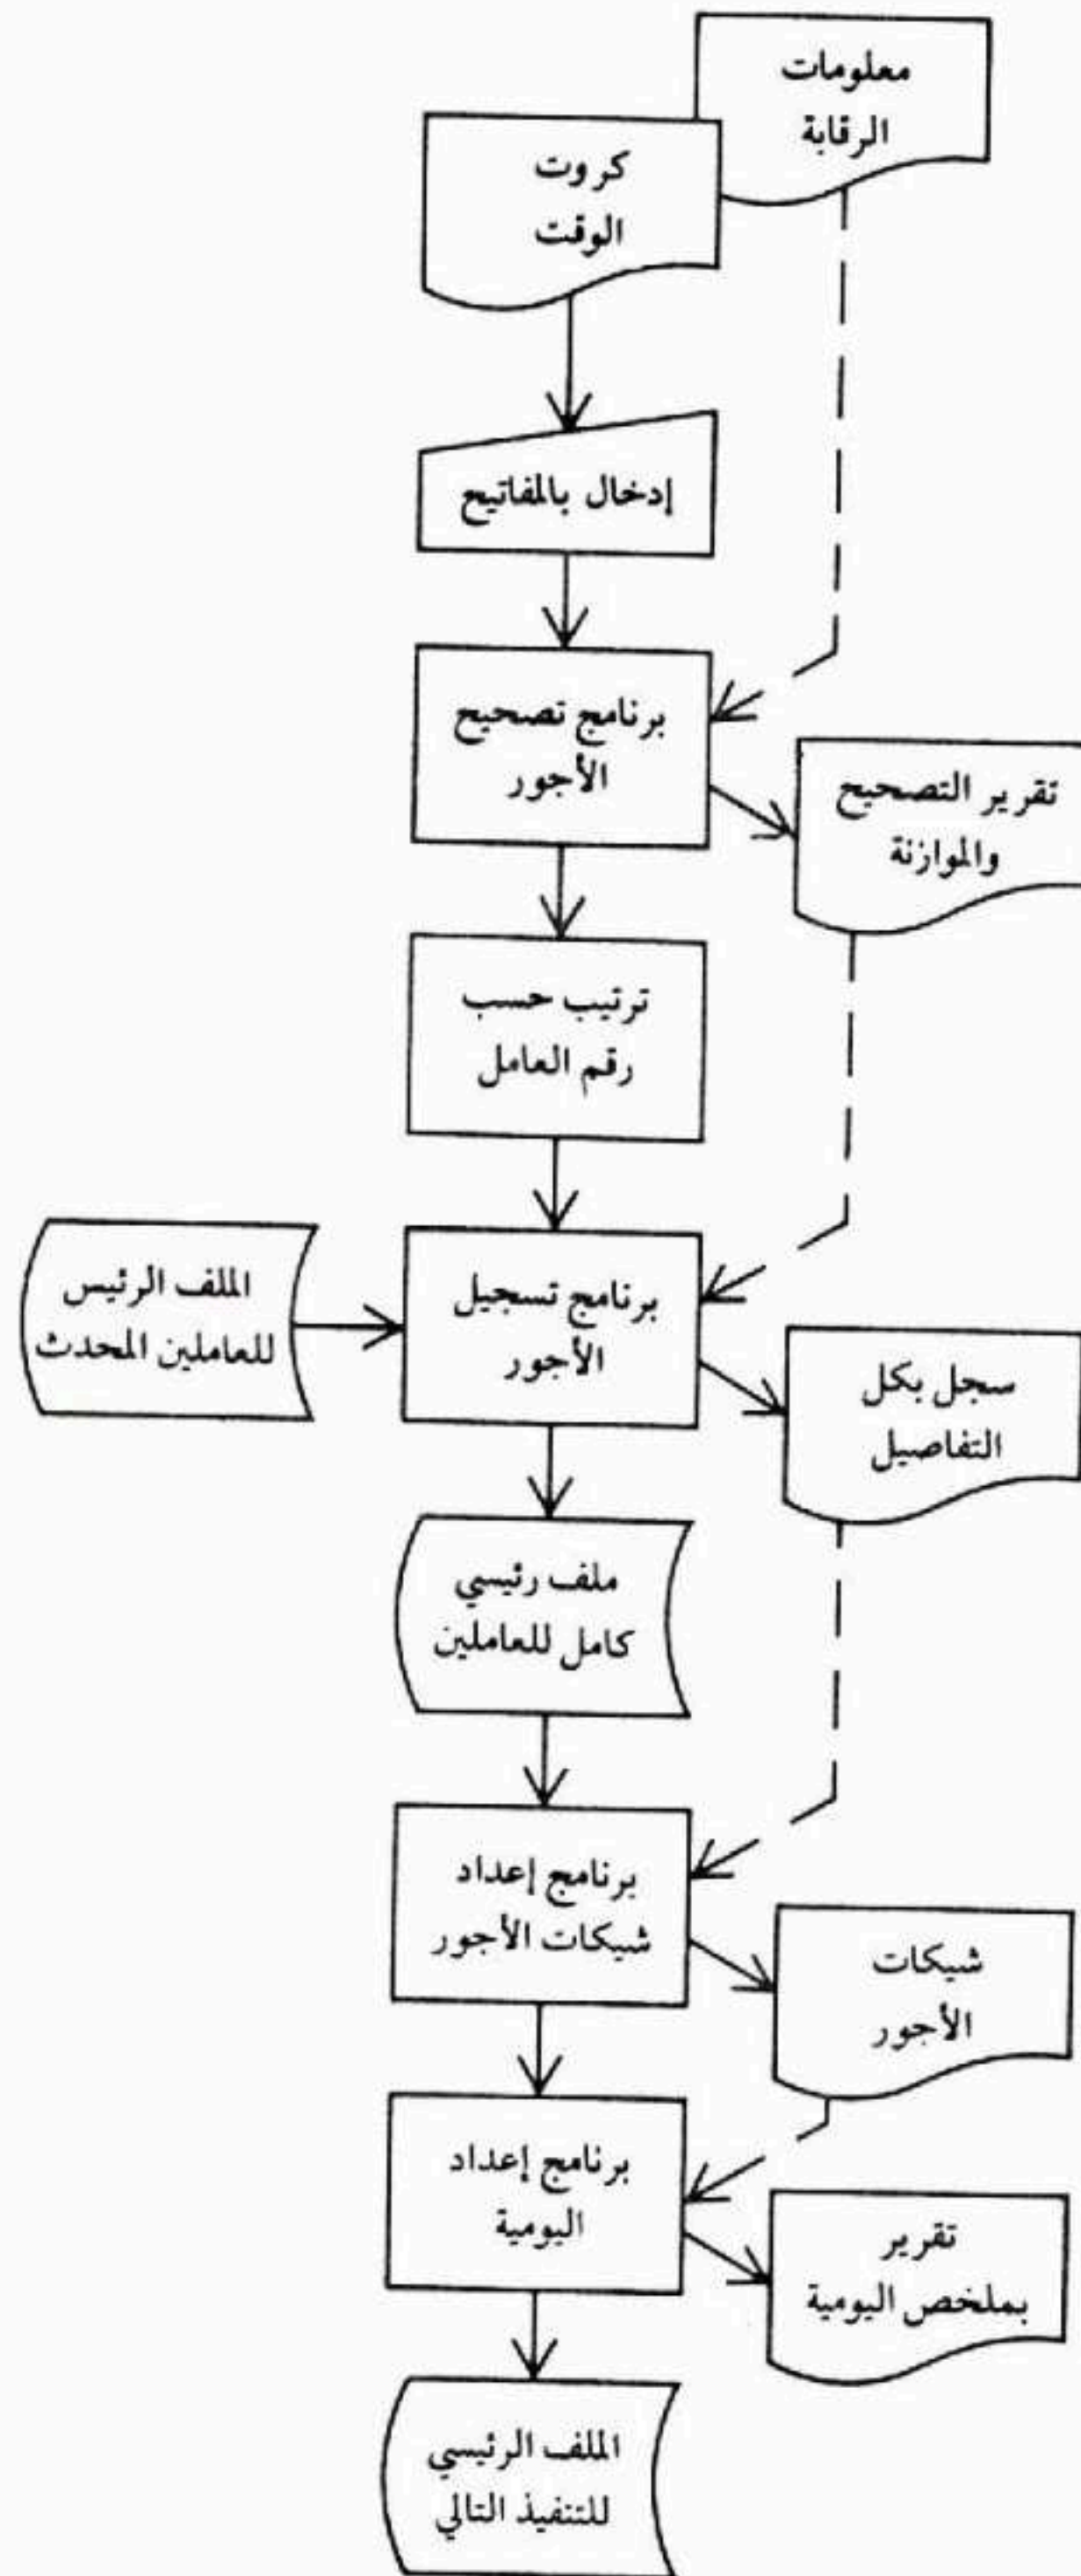 معلومات
الرقابة
كروت
الوقت
إدخال بالمفاتيح
برنامج تصحيح
الأجور
تقرير التصحيح
والموازنة
ترتيب حسب
رقم العامل
الملف الرئيس
للعاملين المحدث
برنامج تسجيل
الأجور
سجل بكل
التفاصيل
ملف رئيسي
كامل للعاملين
برنامج إعداد
شيكات الأجور
شيكات
الأجور
برنامج إعداد
اليومية
تقرير
بملخص اليومية
الملف الرئيسي
للتنفيذ التالي